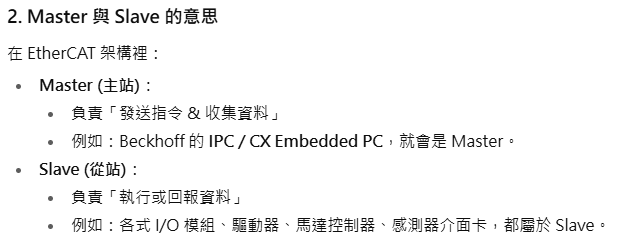 2. Master 與 Slave 的意思
在 EtherCAT 架構裡：
• Master (主站)：
• 負責「發送指令 & 收集資料」
• 例如：Beckhoff 的 IPC / CX Embedded PC，就會是 Master。
• Slave (從站)：
• 負責「執行或回報資料」
• 例如：各式 I/O 模組、驅動器、馬達控制器、感測器介面卡，都屬於 Slave。